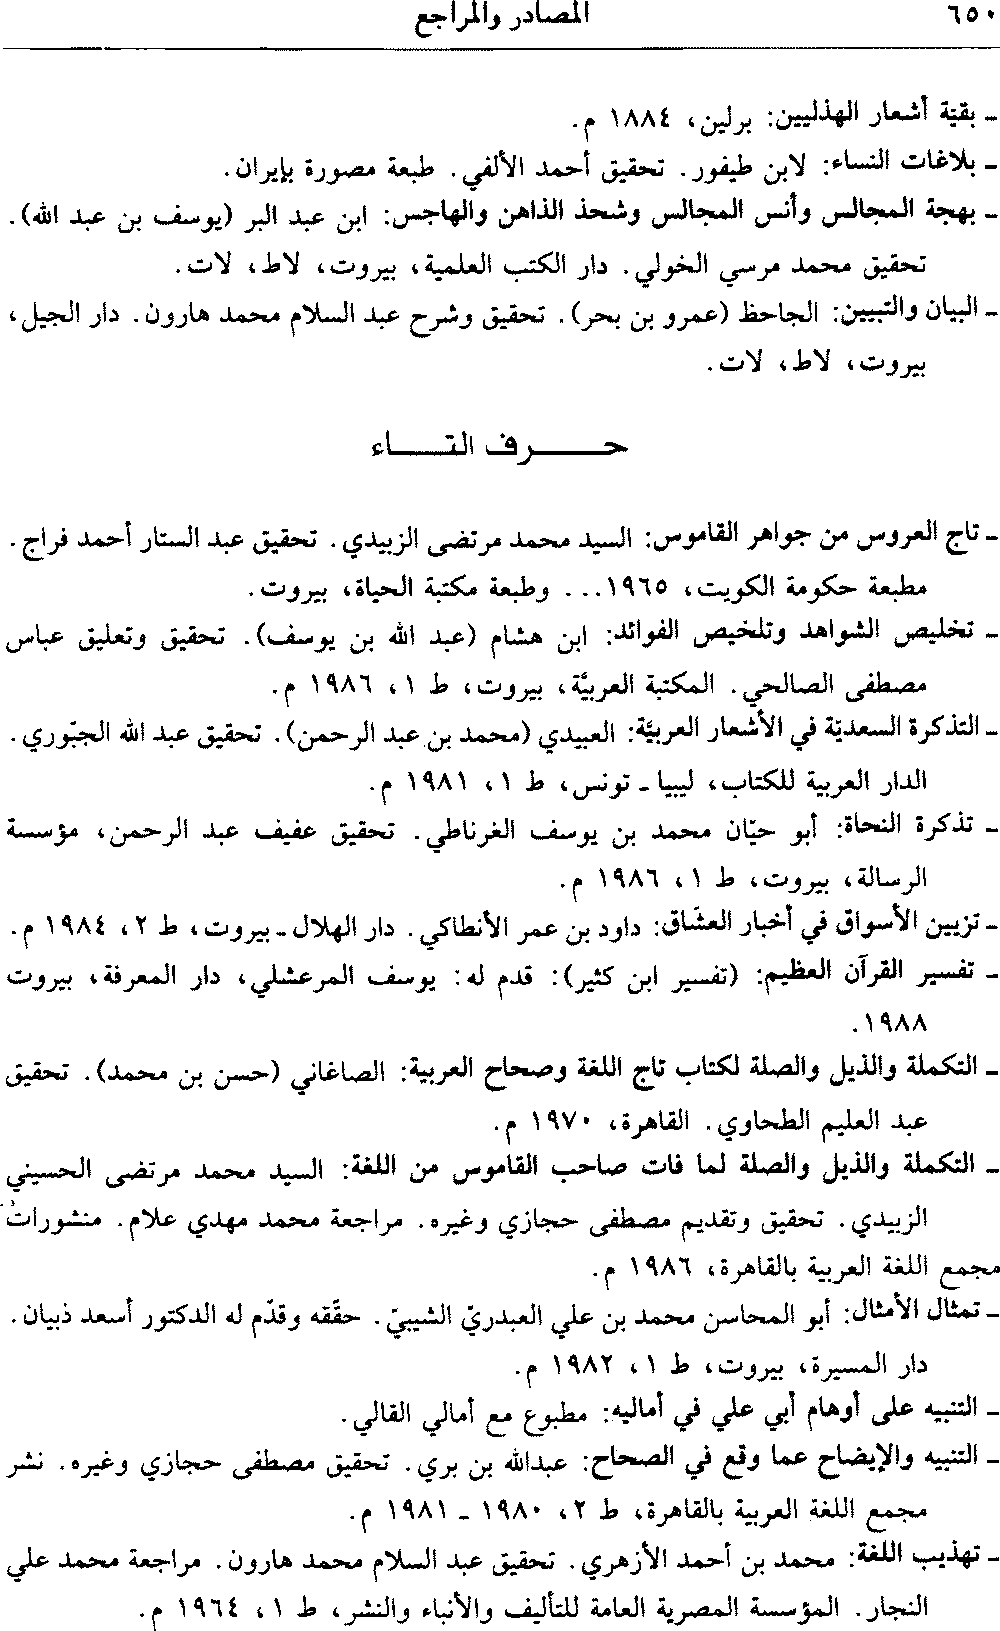 ٦٥٠
المصادر والمراجع
ـ بقيّة أشعار الهذليين: برلين، ١٨٨٤ م.
ـ بلاغات النساء: لابن طيفور. تحقيق أحمد الألفي. طبعة مصورة بإيران.
ـ بهجة المجالس وأنس المجالس وشحذ الذاهن والهاجس: ابن عبد البر (يوسف بن عبد الله).
تحقيق محمد مرسي الخولي. دار الكتب العلمية، بيروت، لاط، لات.
ـ البيان والتبيين: الجاحظ (عمرو بن بحر). تحقيق وشرح عبد السلام محمد هارون. دار الجيل،
بيروت، لاط، لات.
حـرف التـاء
ـ تاج العروس من جواهر القاموس: السيد محمد مرتضى الزبيدي. تحقيق عبد الستار أحمد فراج.
مطبعة حكومة الكويت، ١٩٦٥... وطبعة مكتبة الحياة، بيروت.
ـ تخليص الشواهد وتلخيص الفوائد: ابن هشام (عبد الله بن يوسف). تحقيق وتعليق عباس
مصطفى الصالحي. المكتبة العربيَّة، بيروت، ط ١، ١٩٨٦ م.
ـ التذكرة السعديّة في الأشعار العربيَّة: العبيدي (محمد بن عبد الرحمن). تحقيق عبد الله الجبّوري.
الدار العربية للكتاب، ليبيا ـ تونس، ط ١، ١٩٨١ م.
ـ تذكرة النحاة: أبو حيّان محمد بن يوسف الغرناطي. تحقيق عفيف عبد الرحمن، مؤسسة
الرسالة، بيروت، ط ١، ١٩٨٦ م.
ـ تزيين الأسواق في أخبار العشّاق: داود بن عمر الأنطاكي. دار الهلال ـ بيروت، ط ٢، ١٩٨٤ م.
ـ تفسير القرآن العظيم: (تفسير ابن كثير): قدم له: يوسف المرعشلي، دار المعرفة، بيروت
١٩٨٨.
ـ التكملة والذيل والصلة لكتاب تاج اللغة وصحاح العربية: الصاغاني (حسن بن محمد). تحقيق
عبد العليم الطحاوي. القاهرة، ١٩٧٠ م.
ـ التكملة والذيل والصلة لما فات صاحب القاموس من اللغة: السيد محمد مرتضى الحسيني
الزبيدي. تحقيق وتقديم مصطفى حجازي وغيره. مراجعة محمد مهدي علام. منشورات
مجمع اللغة العربية بالقاهرة، ١٩٨٦ م.
ـ تمثال الأمثال: أبو المحاسن محمد بن علي العبدريّ الشيبيّ. حقّقه وقدّم له الدكتور أسعد ذبيان.
دار المسيرة، بيروت، ط ١، ١٩٨٢ م.
ـ التنبيه على أوهام أبي علي في أماليه: مطبوع مع أمالي القالي.
ـ التنبيه والإيضاح عما وقع في الصحاح: عبدالله بن بري. تحقيق مصطفى حجازي وغيره. نشر
مجمع اللغة العربية بالقاهرة، ط ٢، ١٩٨٠ ـ ١٩٨١ م.
ـ تهذيب اللغة: محمد بن أحمد الأزهري. تحقيق عبد السلام محمد هارون. مراجعة محمد علي
النجار. المؤسسة المصرية العامة للتأليف والأنباء والنشر، ط ١، ١٩٦٤ م.